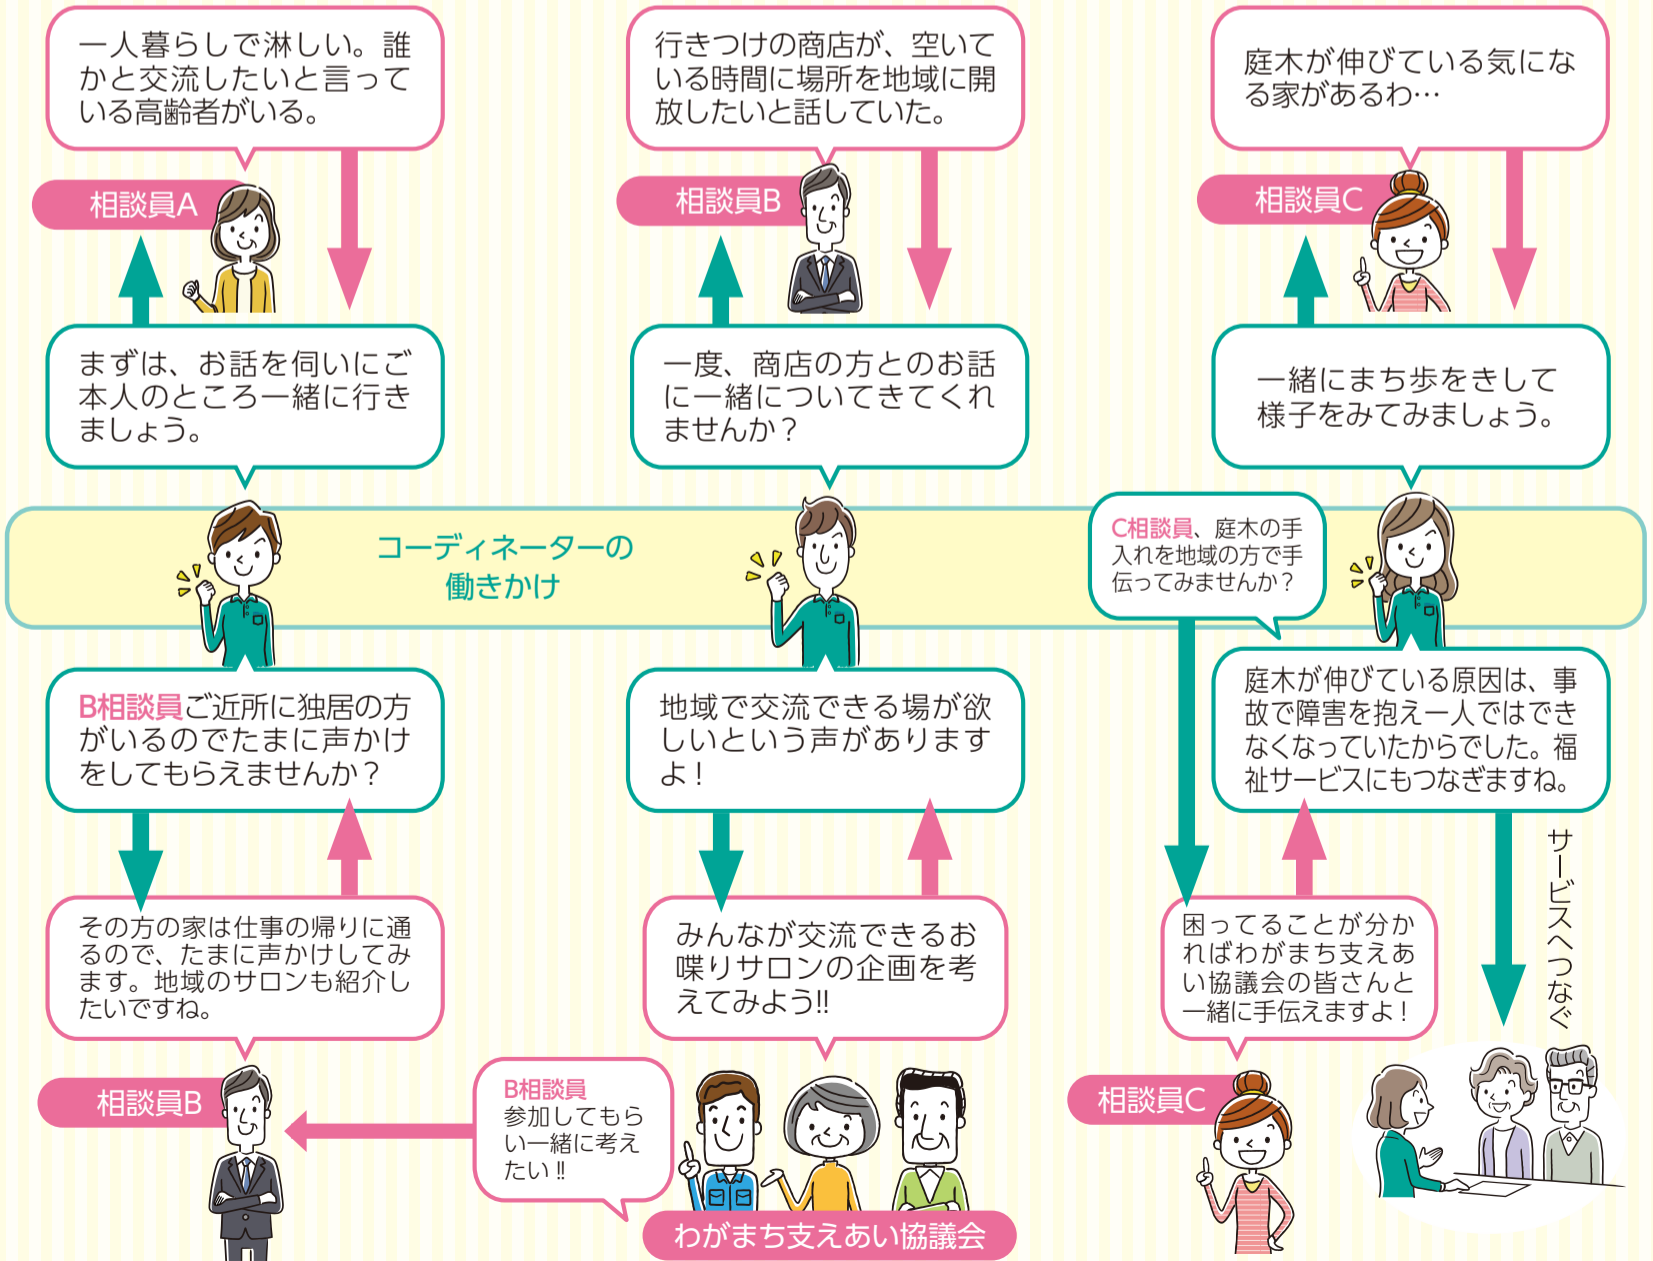 一人暮らしで淋しい。誰
かと交流したいと言って
いる高齢者がいる。
相談員A
まずは、お話を伺いにご
本人のところ一緒に行き
ましょう。
行きつけの商店が、空いて
いる時間に場所を地域に開
放したいと話していた。
相談員B
一度、商店の方とのお話
に一緒についてきてくれ
ませんか？
庭木が伸びている気にな
る家があるわ…
相談員C
一緒にまち歩をきして
様子をみてみましょう。
コーディネーターの
働きかけ
B相談員ご近所に独居の方
がいるのでたまに声かけ
をしてもらえませんか？
その方の家は仕事の帰りに通
るので、たまに声かけしてみ
ます。地域のサロンも紹介し
たいですね。
相談員B
地域で交流できる場が欲
しいという声があります
よ！
みんなが交流できるお
喋りサロンの企画を考
えてみよう!!
B相談員
参加してもら
い一緒に考え
たい!!
わがまち支えあい協議会
C相談員、庭木の手
入れを地域の方で手
伝ってみませんか？
庭木が伸びている原因は、事
故で障害を抱え一人ではでき
なくなっていたからでした。福
祉サービスにもつなぎますね。
困ってることが分か
ればわがまち支えあ
い協議会の皆さんと
一緒に手伝えますよ！
相談員C
サービスへつなぐ